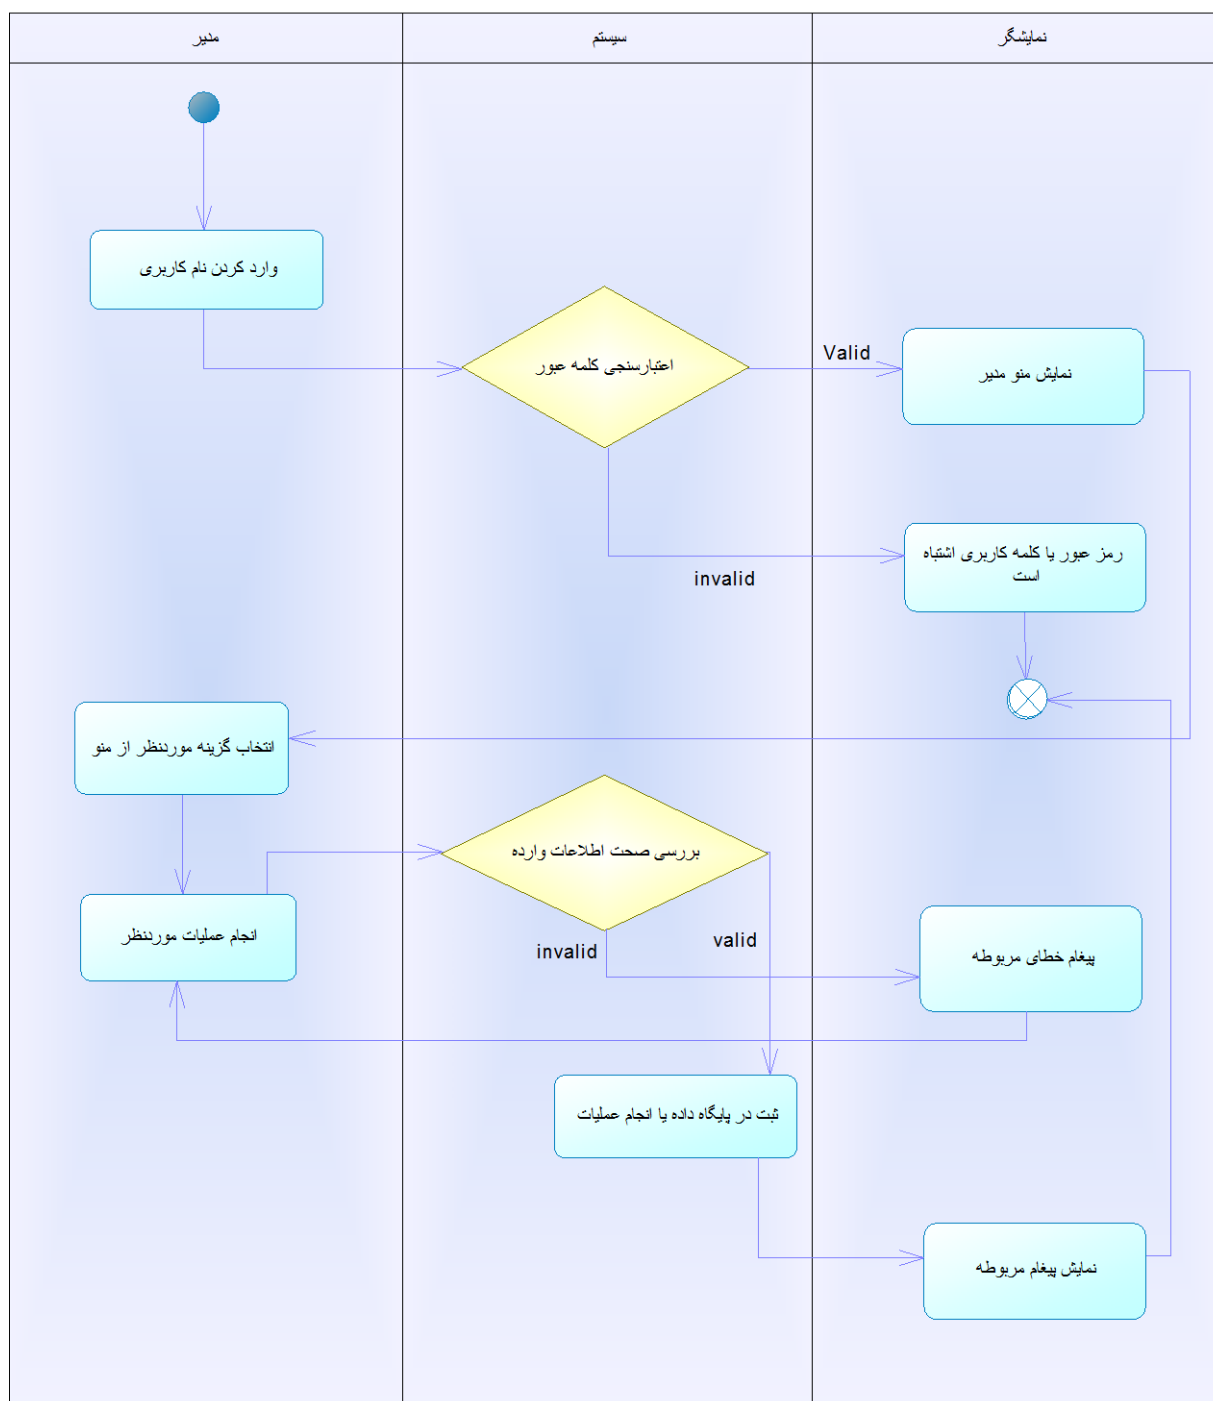 مدیر
سیستم
نمایشگر
وارد کردن نام کاربری
اعتبارسنجی کلمه عبور
Valid
نمایش منو مدیر
invalid
رمز عبور یا کلمه کاربری اشتباه
است
انتخاب گزینه موردنظر از منو
بررسی صحت اطلاعات وارده
انجام عملیات موردنظر
invalid
valid
پیغام خطای مربوطه
ثبت در پایگاه داده یا انجام عملیات
نمایش پیغام مربوطه